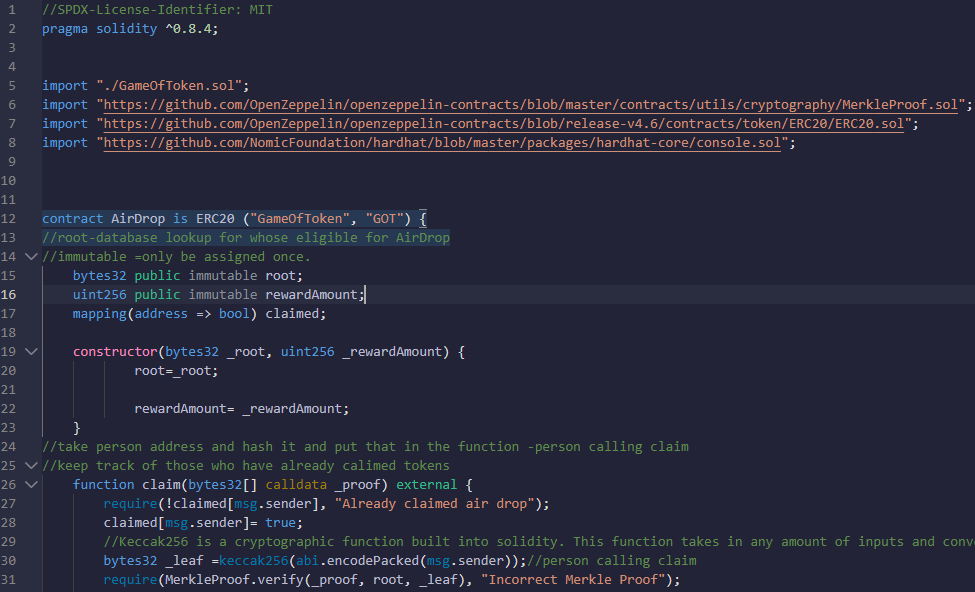 1 //SPDX-License-Identifier: MIT
2 pragma solidity ^0.8.4;
3
4
5 import "./GameOfToken.sol";
6 import "https://github.com/OpenZeppelin/openzeppelin-contracts/blob/master/contracts/utils/cryptography/MerkleProof.sol";
7 import "https://github.com/OpenZeppelin/openzeppelin-contracts/blob/release-v4.6/contracts/token/ERC20/ERC20.sol";
8 import "https://github.com/NomicFoundation/hardhat/blob/master/packages/hardhat-core/console.sol";
9
10
11
12 contract AirDrop is ERC20 ("GameOfToken", "GOT") {
13 //root-database lookup for whose eligible for AirDrop
14 //immutable =only be assigned once.
15 bytes32 public immutable root;
16 uint256 public immutable rewardAmount;
17 mapping(address => bool) claimed;
18
19 constructor(bytes32 _root, uint256 _rewardAmount) {
20 root=_root;
21
22 rewardAmount= _rewardAmount;
23 }
24 //take person address and hash it and put that in the function -person calling claim
25 //keep track of those who have already calimed tokens
26 function claim(bytes32[] calldata _proof) external {
27 require(!claimed[msg.sender], "Already claimed air drop");
28 claimed[msg.sender]= true;
29 //Keccak256 is a cryptographic function built into solidity. This function takes in any amount of inputs and conv
30 bytes32 _leaf =keccak256(abi.encodePacked(msg.sender));//person calling claim
31 require(MerkleProof.verify(_proof, root, _leaf), "Incorrect Merkle Proof");